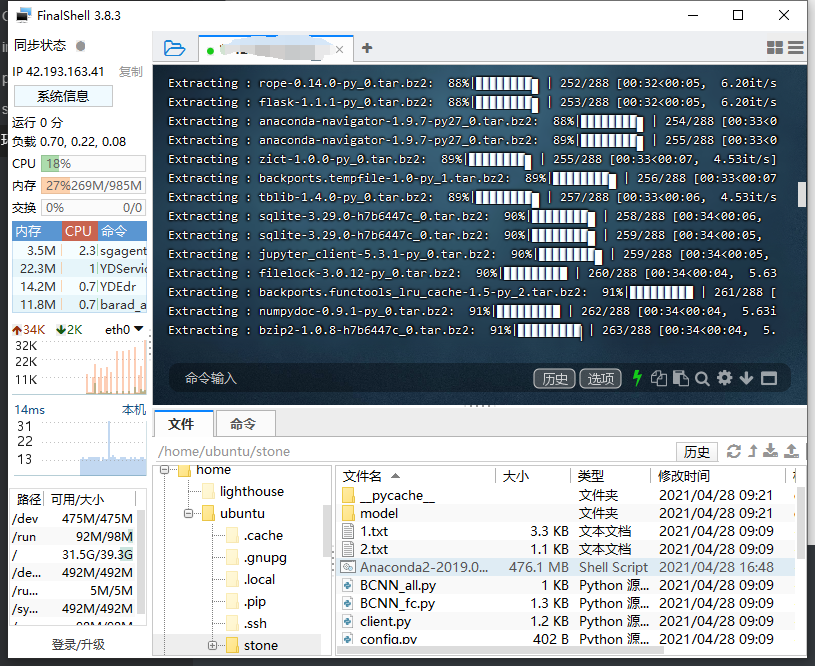 FinalShell 3.8.3
同步状态
IP 42.193.163.41 复制
系统信息
运行 0 分
负载 0.70, 0.22, 0.08
CPU 18%
内存 27% 269M/985M
交换 0% 0/0
内存 CPU 命令
3.5M 2.3 sgagent
22.3M 1 YDServic
14.2M 0.7 YDEdr
11.8M 0.7 barad_a
34K 2K eth0
32K
22K
11K
14ms 本机
31
22
13
路径 可用/大小
/dev 475M/475M
/run 92M/98M
/ 31.5G/39.3G
/de... 492M/492M
/ru... 5M/5M
/sy... 492M/492M
登录/升级
Extracting : rope-0.14.0-py_0.tar.bz2: 88%| | 252/288 [00:32<00:05, 6.20it/s
Extracting : flask-1.1.1-py_0.tar.bz2: 88%| | 253/288 [00:32<00:05, 6.20it/s
Extracting : anaconda-navigator-1.9.7-py27_0.tar.bz2: 88%| | 254/288 [00:33<0
Extracting : anaconda-navigator-1.9.7-py27_0.tar.bz2: 89%| | 255/288 [00:33<0
Extracting : zict-1.0.0-py_0.tar.bz2: 89%| | 255/288 [00:33<00:07, 4.53it/s]
Extracting : backports.tempfile-1.0-py_1.tar.bz2: 89%| | 256/288 [00:33<00:07
Extracting : tblib-1.4.0-py_0.tar.bz2: 89%| | 257/288 [00:33<00:06, 4.53it/s
Extracting : sqlite-3.29.0-h7b6447c_0.tar.bz2: 90%| | 258/288 [00:34<00:06,
Extracting : sqlite-3.29.0-h7b6447c_0.tar.bz2: 90%| | 259/288 [00:34<00:05,
Extracting : jupyter_client-5.3.1-py_0.tar.bz2: 90%| | 259/288 [00:34<00:05,
Extracting : filelock-3.0.12-py_0.tar.bz2: 90%| | 260/288 [00:34<00:04, 5.63
Extracting : backports.functools_lru_cache-1.5-py_2.tar.bz2: 91%| | 261/288 [
Extracting : numpydoc-0.9.1-py_0.tar.bz2: 91%| | 262/288 [00:34<00:04, 5.63i
Extracting : bzip2-1.0.8-h7b6447c_0.tar.bz2: 91%| | 263/288 [00:34<00:04, 5.
命令输入 历史 选项
文件 命令
/home/ubuntu/stone 历史
home
lighthouse
ubuntu
.cache
.gnupg
.local
.pip
.ssh
stone
文件名 大小 类型 修改时间
__pycache__ 文件夹 2021/04/28 09:21
model 文件夹 2021/04/28 09:21
1.txt 3.3 KB 文本文档 2021/04/28 09:09
2.txt 1.1 KB 文本文档 2021/04/28 09:09
Anaconda2-2019.0... 476.1 MB Shell Script 2021/04/28 16:48
BCNN_all.py 1 KB Python 源... 2021/04/28 09:09
BCNN_fc.py 1.3 KB Python 源... 2021/04/28 09:09
client.py 1.2 KB Python 源... 2021/04/28 09:09
config.py 402 B Python 源... 2021/04/28 09:09